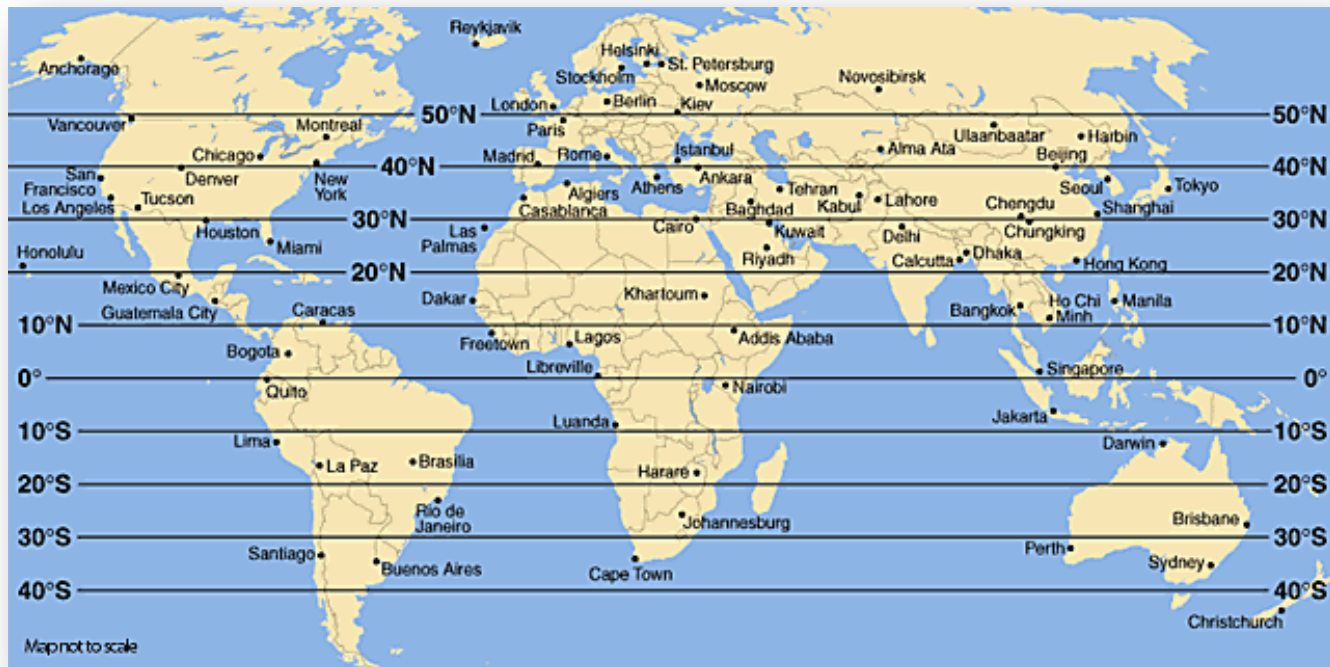 Reykjavik
Helsinki
Anchorage
St. Petersburg
Stockholm
Novosibirsk
Moscow
London
Berlin
Kiev
50°N
50°N
Vancouver
Montreal
Paris
Ulaanbaatar
Harbin
Chicago
Madrid
Rome
Istanbul
Alma Ata
Beijing
40°N
40°N
San
Francisco
Denver
New
York
Ankara
Tehran
Seoul
Tokyo
Los Angeles
Tucson
Algiers
Athens
Casablanca
Baghdad
Kabul
Lahore
Chengdu
Shanghai
30°N
30°N
Houston
Miami
Las
Palmas
Cairo
Kuwait
Delhi
Chungking
Honolulu
Riyadh
Calcutta
Dhaka
Hong Kong
20°N
20°N
Mexico City
Guatemala City
Caracas
Dakar
Khartoum
Bangkok
Ho Chi
Minh
Manila
10°N
10°N
Bogota
Freetown
Lagos
Addis Ababa
Libreville
Singapore
0°
0°
Quito
Nairobi
Luanda
Jakarta
10°S
10°S
Lima
Darwin
La Paz
Brasilia
Harare
20°S
20°S
Rio de
Janeiro
Johannesburg
Brisbane
30°S
30°S
Santiago
Buenos Aires
Cape Town
Perth
Sydney
40°S
40°S
Christchurch
Map not to scale